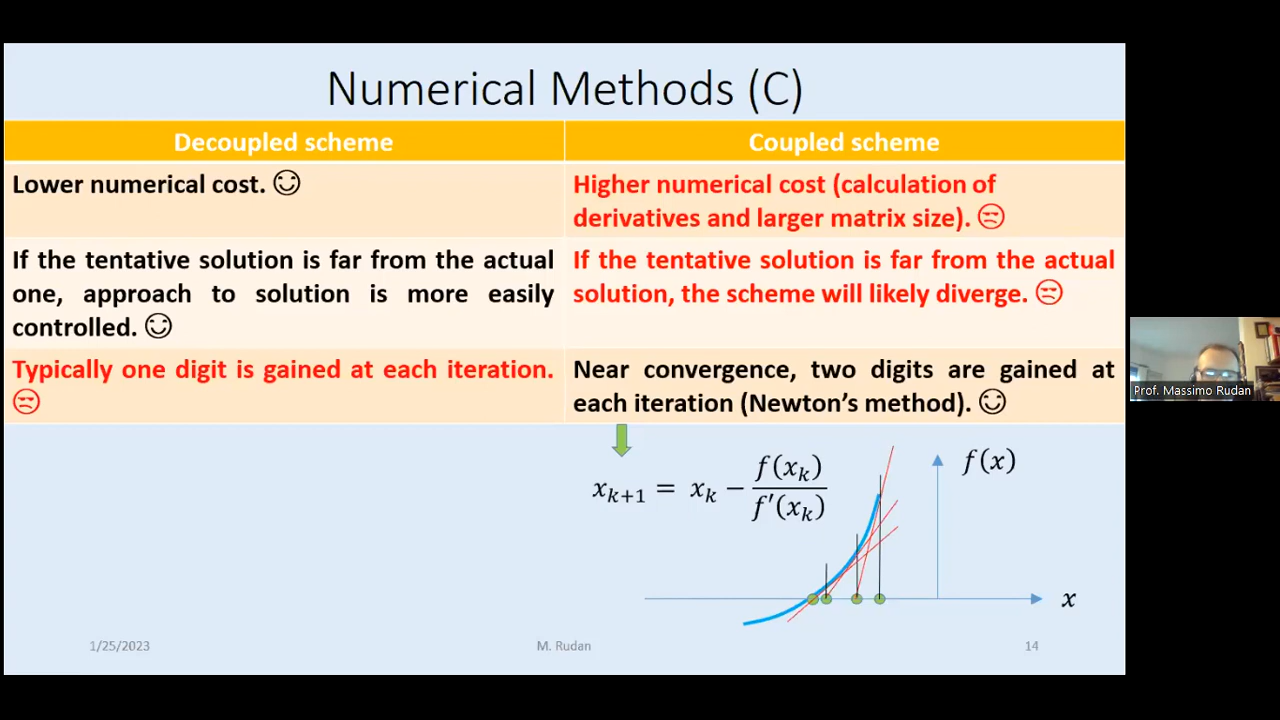 Numerical Methods (C)
Decoupled scheme
Coupled scheme
Lower numerical cost. ☺
Higher numerical cost (calculation of
derivatives and larger matrix size). 😒
If the tentative solution is far from the actual
one, approach to solution is more easily
controlled. ☺
If the tentative solution is far from the actual
solution, the scheme will likely diverge. 😒
Typically one digit is gained at each iteration.
😒
Near convergence, two digits are gained at
each iteration (Newton’s method). ☺
x_{k+1} = x_k − f(x_k) / f′(x_k)
f(x)
x
1/25/2023
M. Rudan
14
Prof. Massimo Rudan